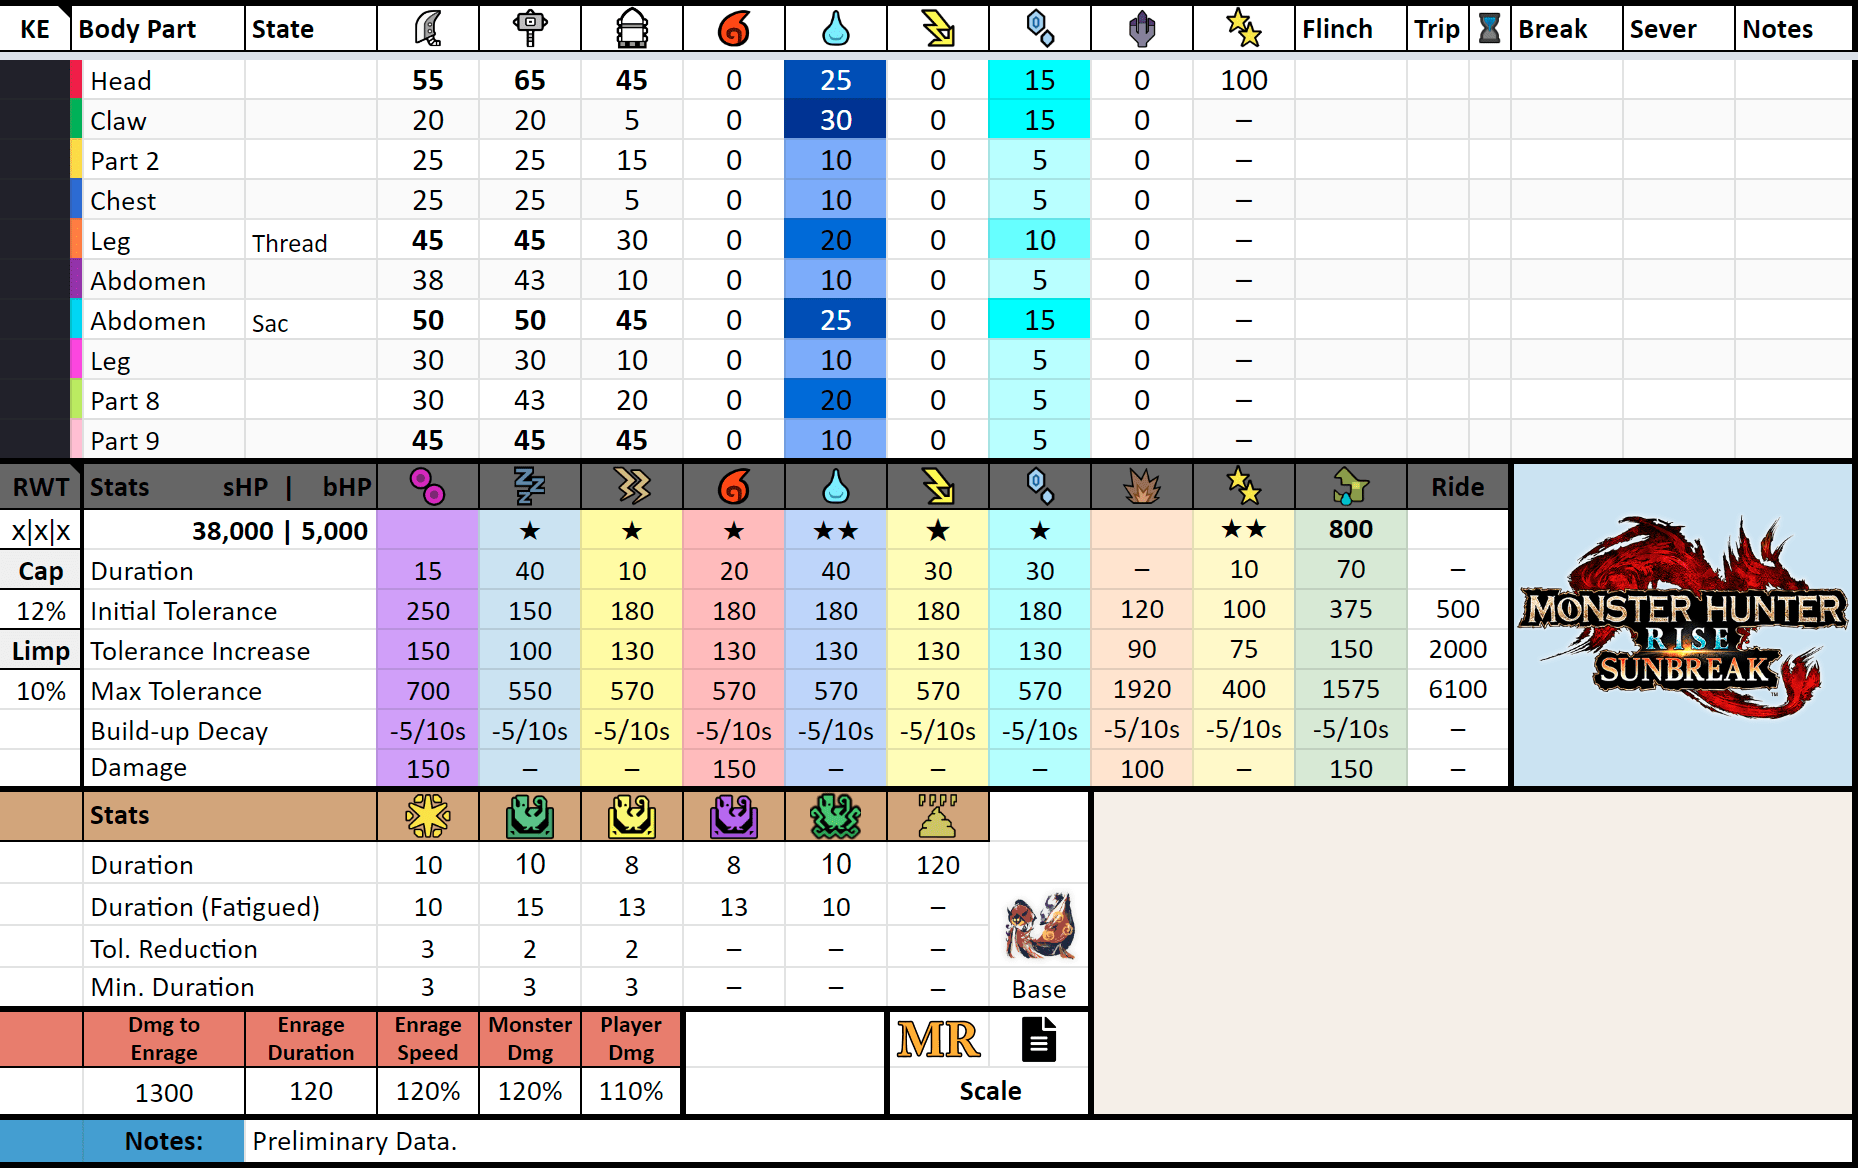 KE Body Part State Flinch Trip Break Sever Notes
Head 55 65 45 0 25 0 15 0 100
Claw 20 20 5 0 30 0 15 0 –
Part 2 25 25 15 0 10 0 5 0 –
Chest 25 25 5 0 10 0 5 0 –
Leg Thread 45 45 30 0 20 0 10 0 –
Abdomen 38 43 10 0 10 0 5 0 –
Abdomen Sac 50 50 45 0 25 0 15 0 –
Leg 30 30 10 0 10 0 5 0 –
Part 8 30 43 20 0 20 0 5 0 –
Part 9 45 45 45 0 10 0 5 0 –
RWT Stats sHP | bHP Ride
x|x|x 38,000 | 5,000 ★ ★ ★ ★★ ★ ★ ★★ 800
Cap Duration 15 40 10 20 40 30 30 – 10 70 –
12% Initial Tolerance 250 150 180 180 180 180 180 120 100 375 500
Limp Tolerance Increase 150 100 130 130 130 130 130 90 75 150 2000
10% Max Tolerance 700 550 570 570 570 570 570 1920 400 1575 6100
Build-up Decay -5/10s -5/10s -5/10s -5/10s -5/10s -5/10s -5/10s -5/10s -5/10s -5/10s –
Damage 150 – – 150 – – – 100 – 150 –
MONSTER HUNTER
RISE
SUNBREAK™
Stats
Duration 10 10 8 8 10 120
Duration (Fatigued) 10 15 13 13 10 –
Tol. Reduction 3 2 2 – – –
Min. Duration 3 3 3 – – –
Base
Dmg to Enrage Enrage Monster Player
Enrage Duration Speed Dmg Dmg
MR
1300 120 120% 120% 110%
Scale
Notes: Preliminary Data.